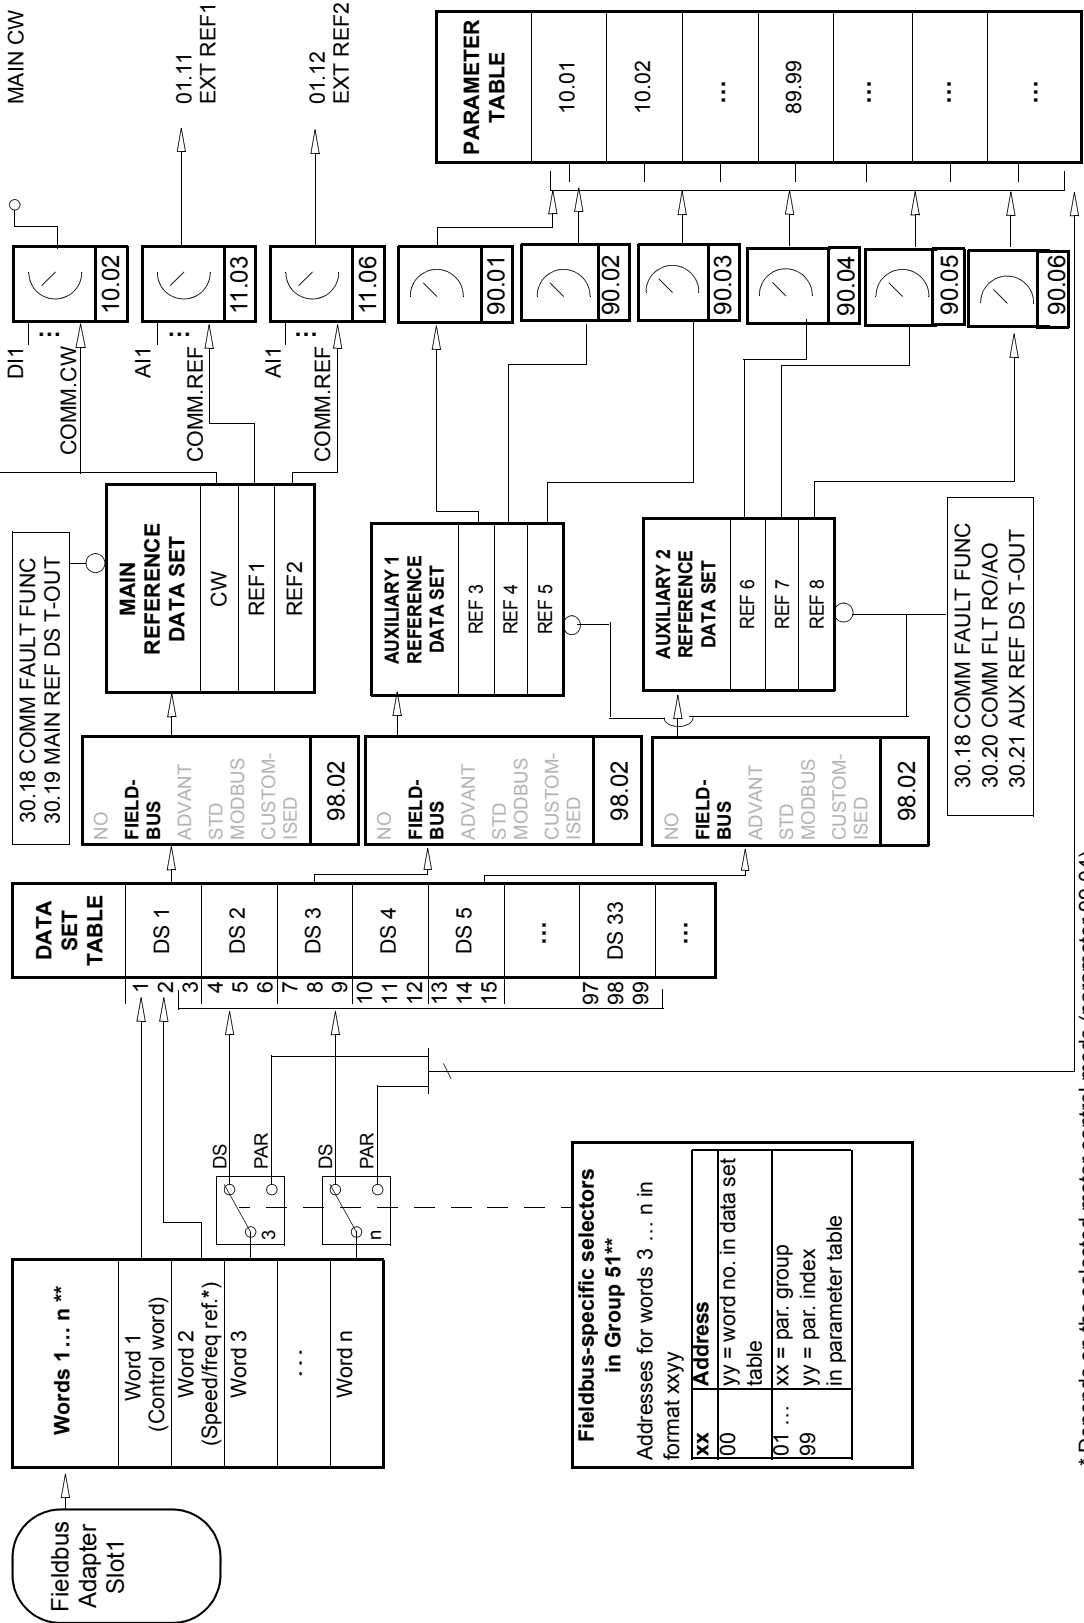 Fieldbus
Adapter
Slot1
Words 1… n **
Word 1
(Control word)
Word 2
(Speed/freq ref.*)
Word 3
…
Word n
3
DS
PAR
n
DS
PAR
Fieldbus-specific selectors
in Group 51**
Addresses for words 3 … n in
format xxyy
xx Address
00 yy = word no. in data set
table
01 … xx = par. group
99 yy = par. index
in parameter table
DATA
SET
TABLE
1
2
3
DS 1
4
5
6
DS 2
7
8
9
DS 3
10
11
12
DS 4
13
14
15
DS 5
...
97
98
99
DS 33
...
NO
FIELD-
BUS
ADVANT
STD
MODBUS
CUSTOM-
ISED
98.02
NO
FIELD-
BUS
ADVANT
STD
MODBUS
CUSTOM-
ISED
98.02
NO
FIELD-
BUS
ADVANT
STD
MODBUS
CUSTOM-
ISED
98.02
30.18 COMM FAULT FUNC
30.19 MAIN REF DS T-OUT
MAIN
REFERENCE
DATA SET
CW
REF1
REF2
AUXILIARY 1
REFERENCE
DATA SET
REF 3
REF 4
REF 5
AUXILIARY 2
REFERENCE
DATA SET
REF 6
REF 7
REF 8
30.18 COMM FAULT FUNC
30.20 COMM FLT RO/AO
30.21 AUX REF DS T-OUT
DI1
...
COMM.CW
10.02
MAIN CW
AI1
...
COMM.REF
11.03
01.11
EXT REF1
AI1
...
COMM.REF
11.06
01.12
EXT REF2
90.01
90.02
90.03
90.04
90.05
90.06
PARAMETER
TABLE
10.01
10.02
...
89.99
...
...
...
* Depends on the selected motor control mode (parameter 99.04)